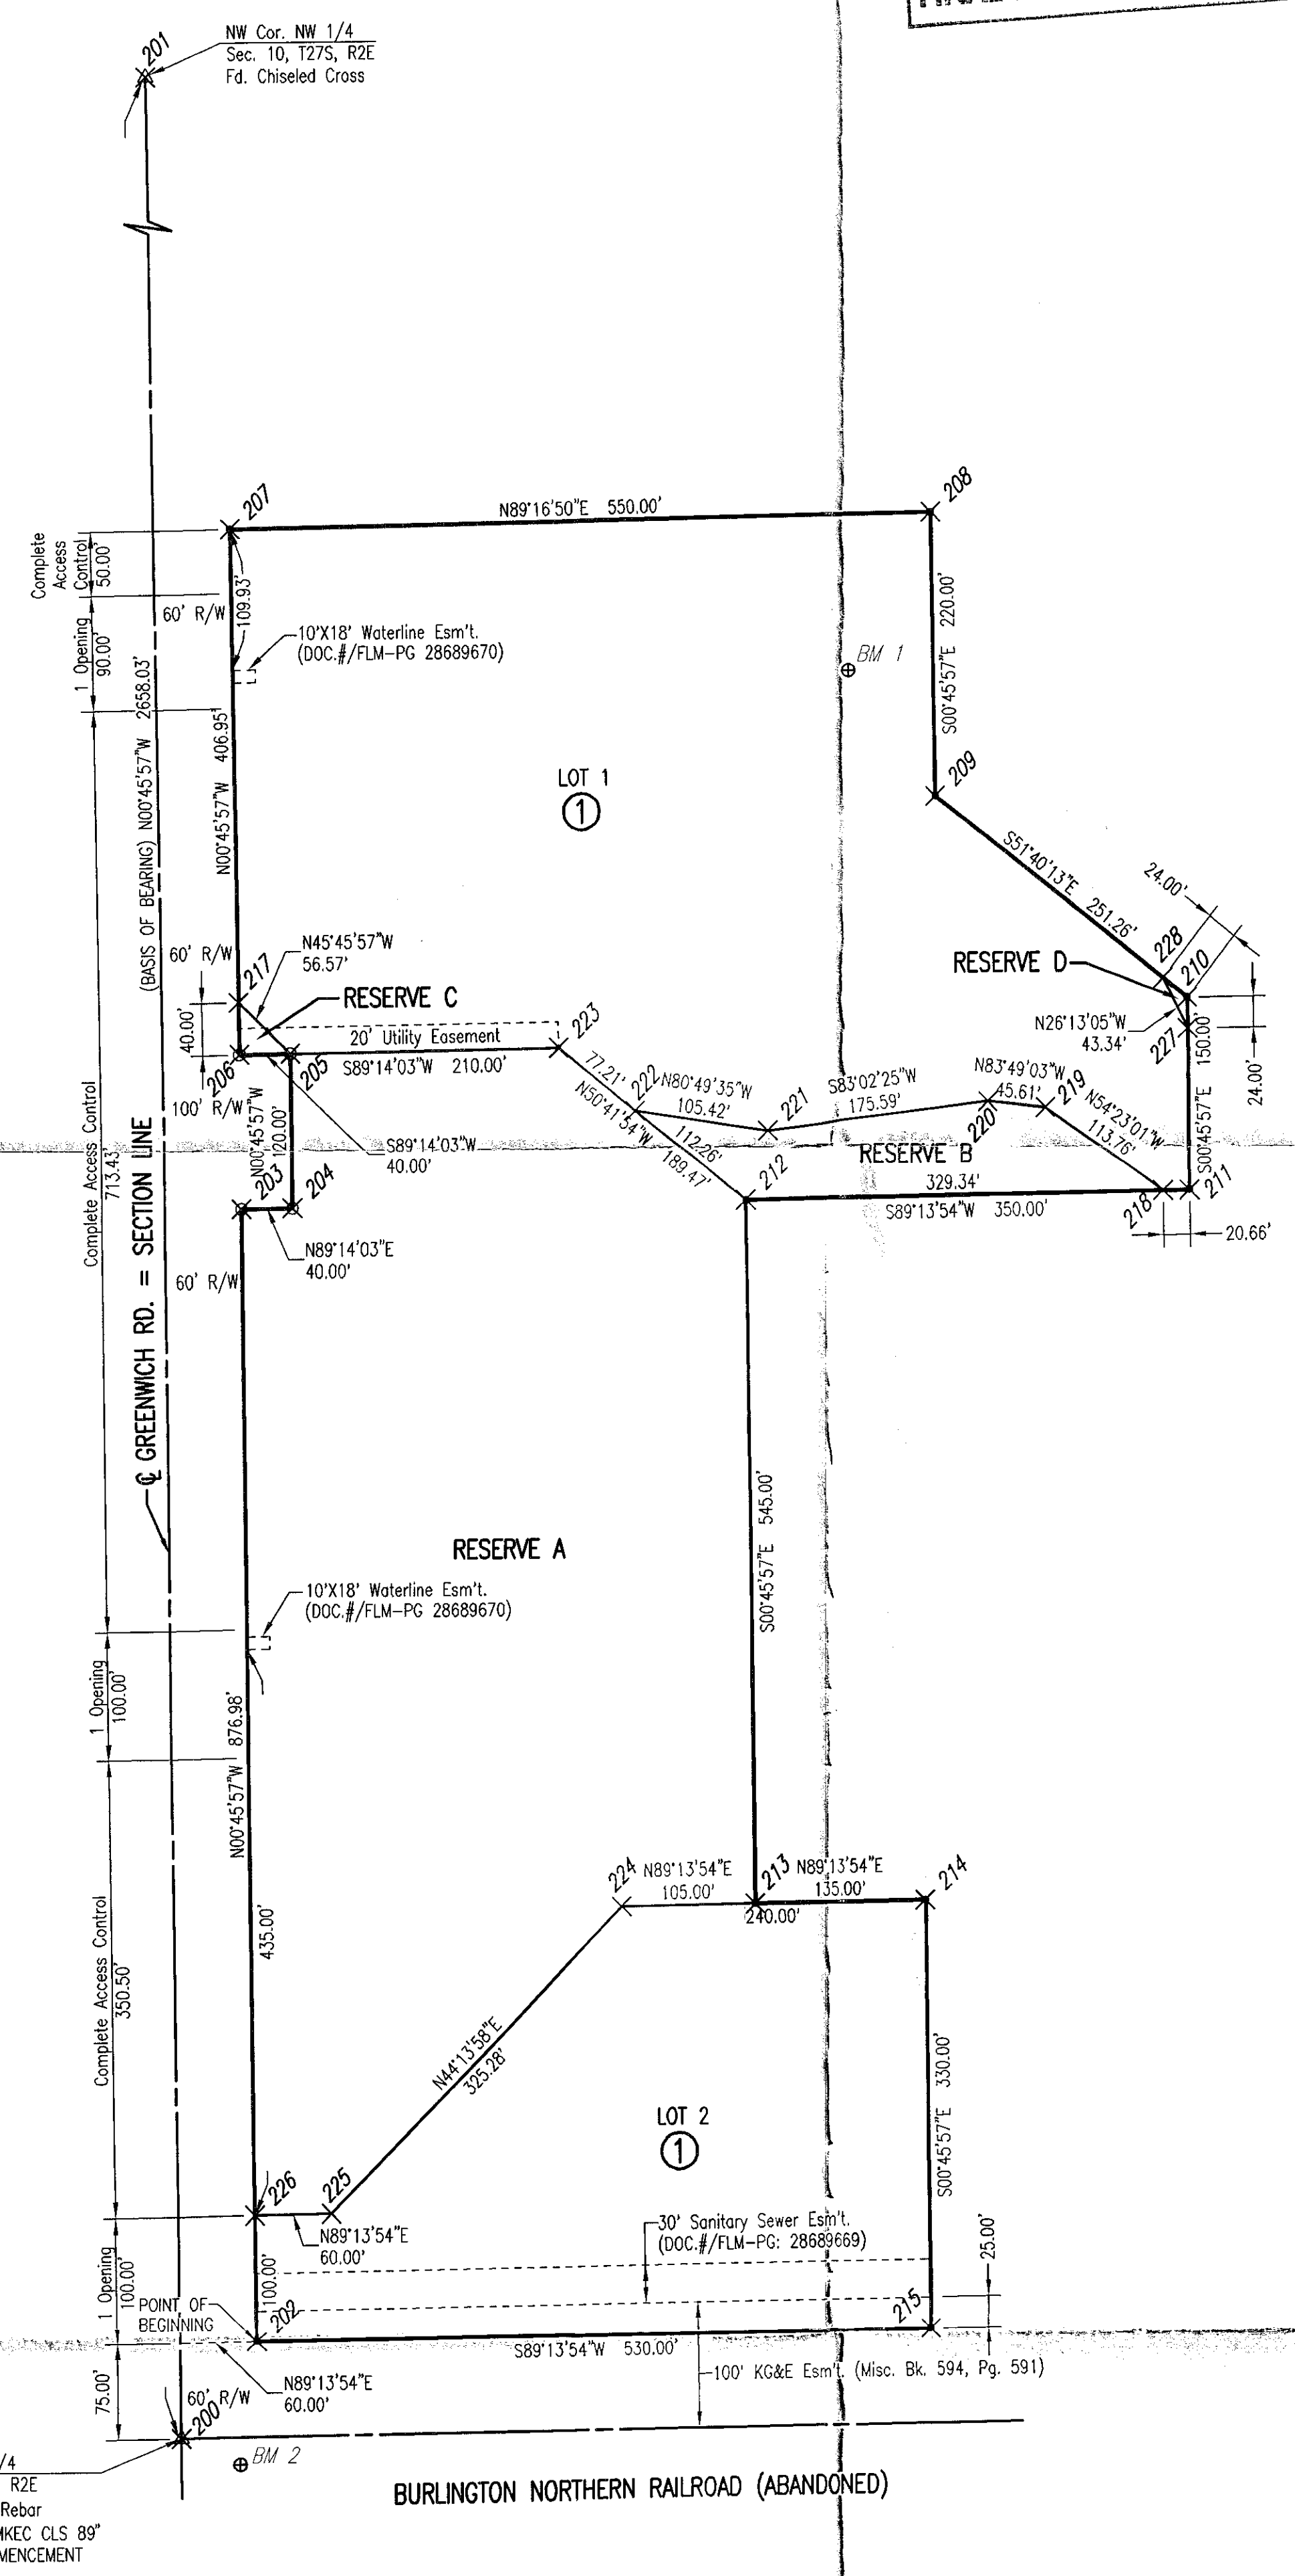 201
NW Cor. NW 1/4
Sec. 10, T27S, R2E
Fd. Chiseled Cross
207
N89°16'50"E 550.00'
208
Complete
Access
Control
50.00'
60' R/W
109.93'
1 Opening
90.00'
10'X18' Waterline Esm't.
(DOC.#/FLM-PG 28689670)
S00°45'57"E 220.00'
BM 1
(BASIS OF BEARING) N00°45'57"W 2658.03'
N00°45'57"W 406.95'
LOT 1
1
209
S51°40'13"E 251.26'
24.00'
228
210
RESERVE D
60' R/W
217
N45°45'57"W
56.57'
RESERVE C
40.00'
20' Utility Easement
223
N26°13'05"W
43.34'
227
S00°45'57"E 150.00'
24.00'
206
205
S89°14'03"W 210.00'
100' R/W
N00°45'57"W
120.00'
S89°14'03"W
40.00'
77.21'
222
N50°41'54"W
112.26'
189.47'
N80°49'35"W
105.42'
221
S83°02'25"W
175.59'
N83°49'03"W
45.61'
220
219
N54°23'01"W
113.76'
RESERVE B
212
329.34'
S89°13'54"W 350.00'
218
211
20.66'
Complete Access Control
713.43'
203
204
N89°14'03"E
40.00'
60' R/W
℄ GREENWICH RD. = SECTION LINE
S00°45'57"E 545.00'
RESERVE A
10'X18' Waterline Esm't.
(DOC.#/FLM-PG 28689670)
1 Opening
100.00'
N00°45'57"W 876.98'
435.00'
224
N89°13'54"E
105.00'
213
N89°13'54"E
135.00'
240.00'
214
Complete Access Control
350.50'
N44°13'58"E
325.28'
S00°45'57"E 330.00'
LOT 2
1
226
225
N89°13'54"E
60.00'
30' Sanitary Sewer Esm't.
(DOC.#/FLM-PG: 28689669)
25.00'
1 Opening
100.00'
100.00'
POINT OF
BEGINNING
202
215
S89°13'54"W 530.00'
N89°13'54"E
60.00'
100' KG&E Esm't. (Misc. Bk. 594, Pg. 591)
75.00'
60' R/W
200
BM 2
BURLINGTON NORTHERN RAILROAD (ABANDONED)
/4
R2E
Rebar
MKEC CLS 89"
MENCEMENT